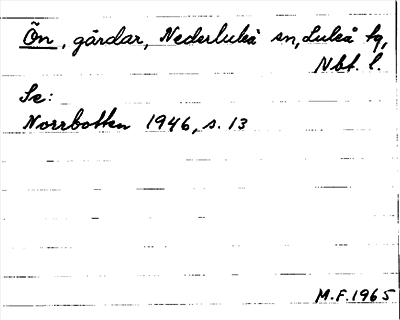 Ön, gårdar, Nederluleå sn, Luleå tg,
Nbt. l.
Se:
Norrbotten 1946, s. 13
M.F. 1965